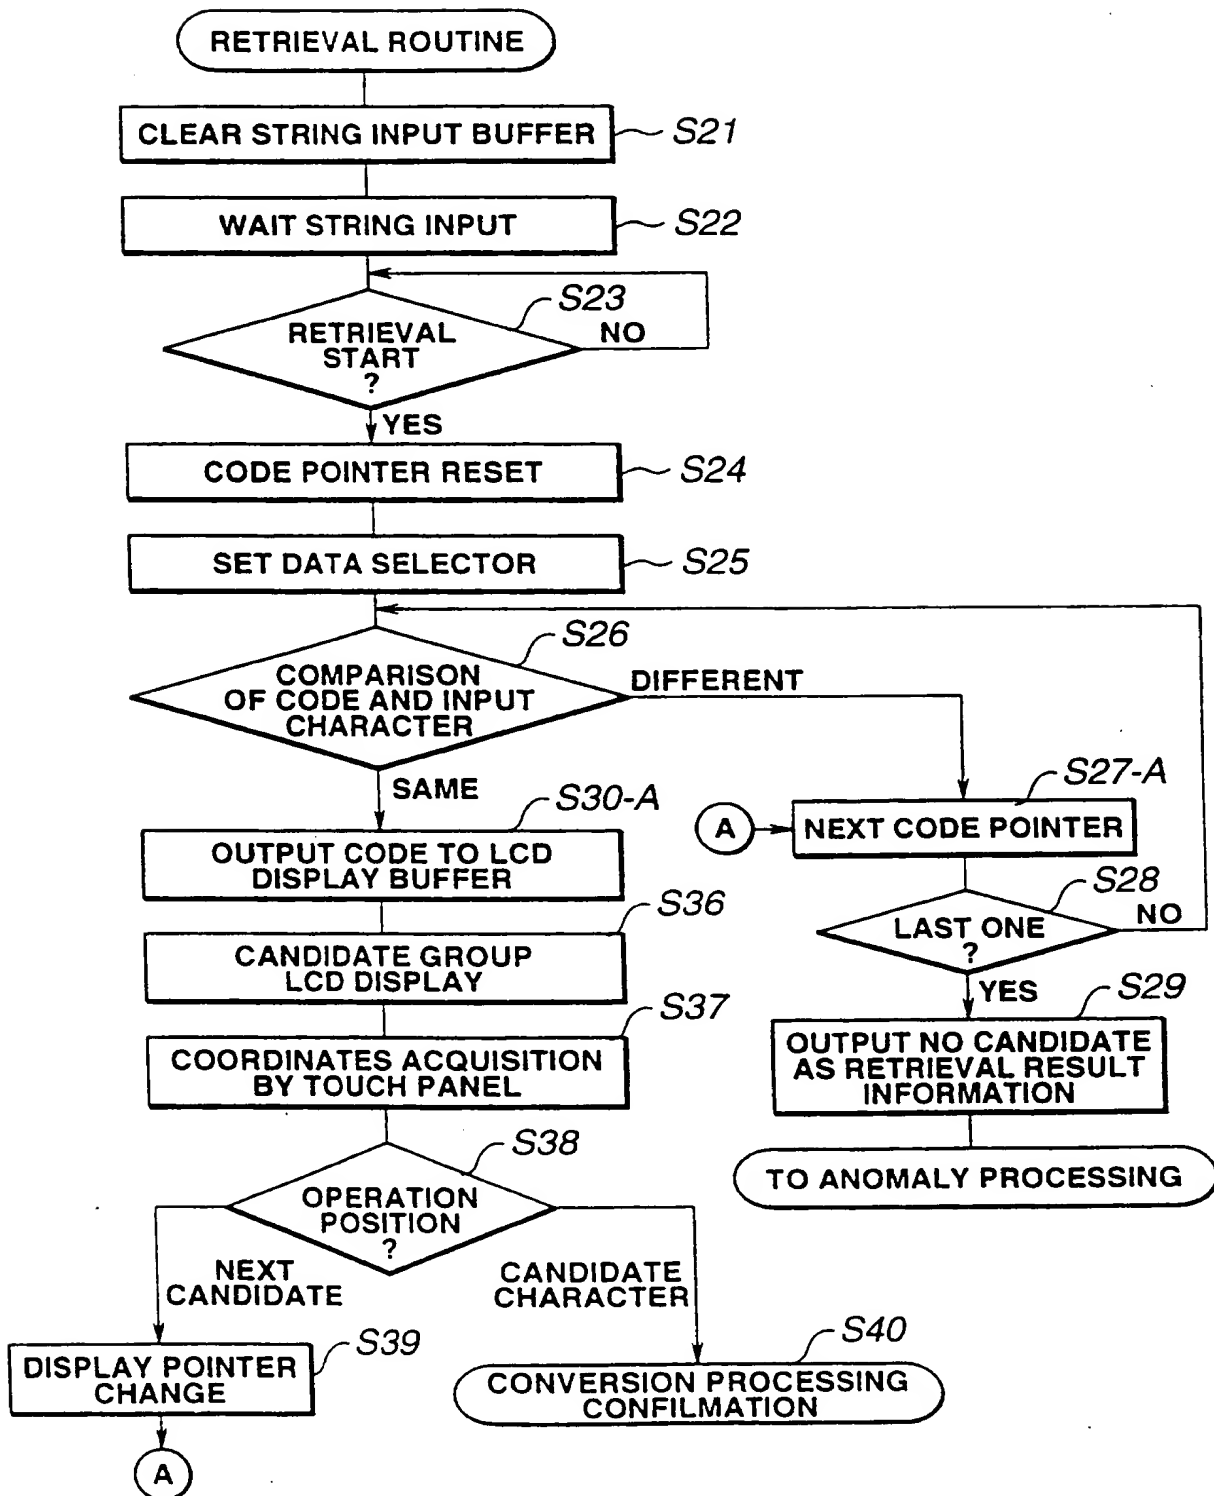 RETRIEVAL ROUTINE
CLEAR STRING INPUT BUFFER
S21
WAIT STRING INPUT
S22
S23
RETRIEVAL
START
?
NO
YES
CODE POINTER RESET
S24
SET DATA SELECTOR
S25
S26
COMPARISON
OF CODE AND INPUT
CHARACTER
DIFFERENT
SAME
S30-A
OUTPUT CODE TO LCD
DISPLAY BUFFER
S27-A
A
NEXT CODE POINTER
S28
LAST ONE
?
NO
YES
S36
CANDIDATE GROUP
LCD DISPLAY
S37
COORDINATES ACQUISITION
BY TOUCH PANEL
S29
OUTPUT NO CANDIDATE
AS RETRIEVAL RESULT
INFORMATION
TO ANOMALY PROCESSING
S38
OPERATION
POSITION
?
NEXT
CANDIDATE
CANDIDATE
CHARACTER
S39
DISPLAY POINTER
CHANGE
S40
CONVERSION PROCESSING
CONFILMATION
A